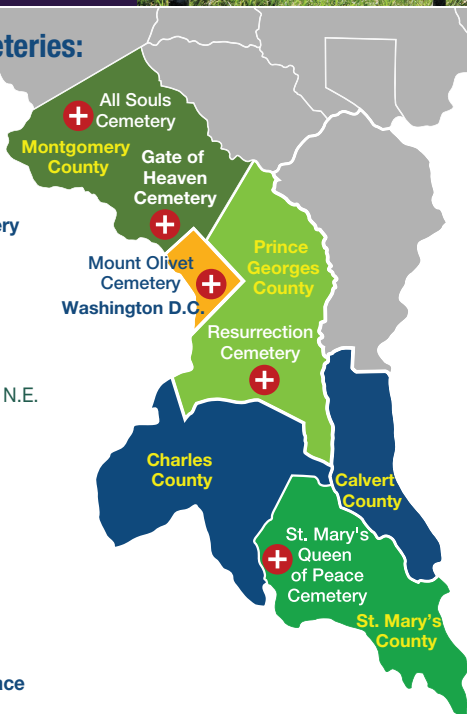 eteries:
All Souls
Cemetery
Montgomery
County
Gate of
Heaven
Cemetery
ery
Mount Olivet
Cemetery
Washington D.C.
Prince
Georges
County
Resurrection
Cemetery
N.E.
Charles
County
Calvert
County
St. Mary's
Queen
of Peace
Cemetery
St. Mary's
County
ace